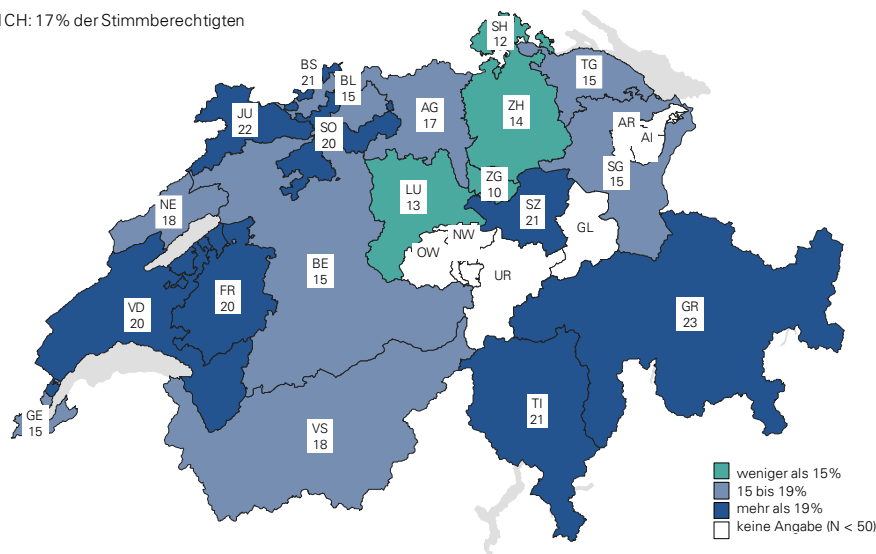 CH: 17% der Stimmberechtigten
SH
12
BS
21
BL
15
TG
15
JU
22
SO
20
AG
17
ZH
14
AR
AI
SG
15
ZG
10
LU
13
SZ
21
NE
18
GL
NW
OW
UR
BE
15
FR
20
VD
20
GR
23
GE
15
VS
18
TI
21
weniger als 15%
15 bis 19%
mehr als 19%
keine Angabe (N < 50)